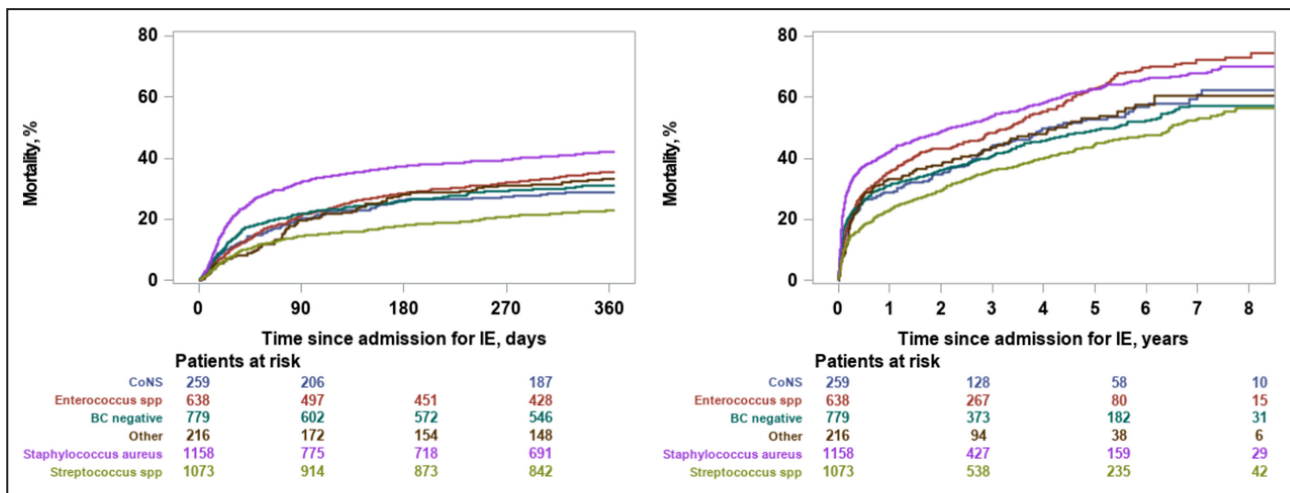 80
60
40
20
0
Mortality, %
0 90 180 270 360
Time since admission for IE, days
Patients at risk
CoNS 259 206 187
Enterococcus spp 638 497 451 428
BC negative 779 602 572 546
Other 216 172 154 148
Staphylococcus aureus 1158 775 718 691
Streptococcus spp 1073 914 873 842
80
60
40
20
0
Mortality, %
0 1 2 3 4 5 6 7 8
Time since admission for IE, years
Patients at risk
CoNS 259 128 58 10
Enterococcus spp 638 267 80 15
BC negative 779 373 182 31
Other 216 94 38 6
Staphylococcus aureus 1158 427 159 29
Streptococcus spp 1073 538 235 42